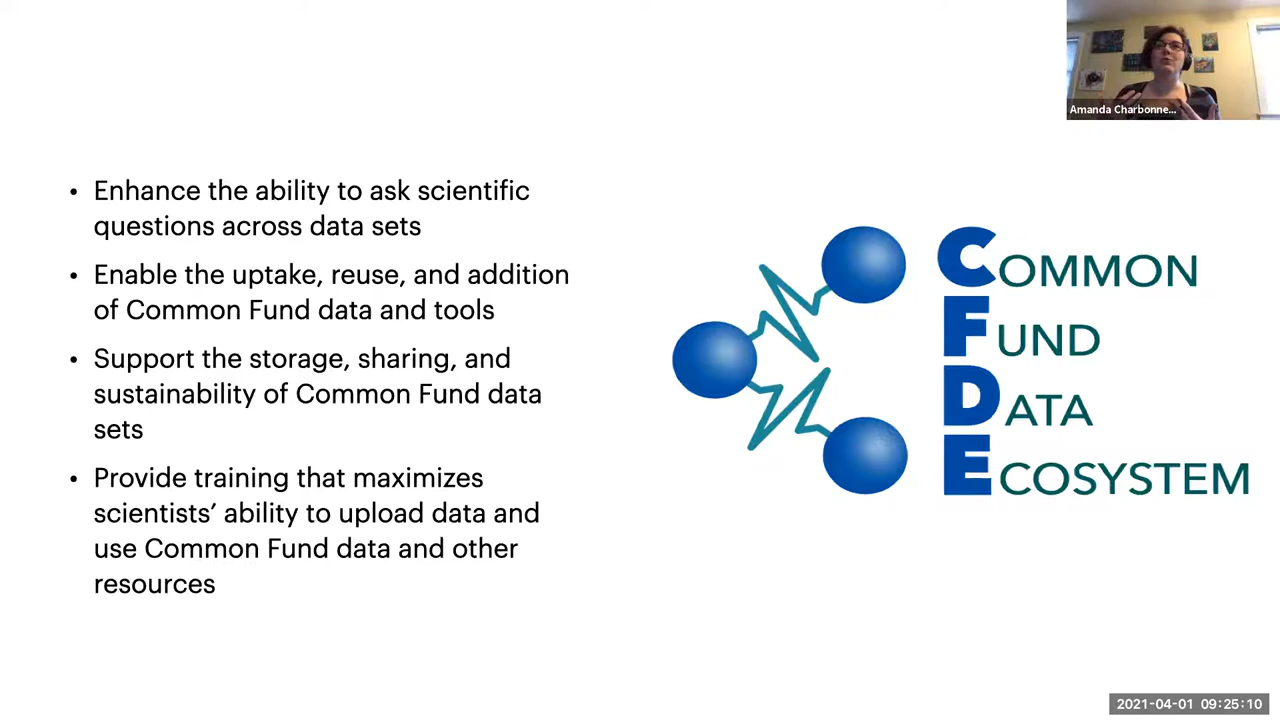 Amanda Charbonne...
• Enhance the ability to ask scientific
questions across data sets
• Enable the uptake, reuse, and addition
of Common Fund data and tools
• Support the storage, sharing, and
sustainability of Common Fund data
sets
• Provide training that maximizes
scientists’ ability to upload data and
use Common Fund data and other
resources
COMMON
FUND
DATA
ECOSYSTEM
2021-04-01 09:25:10